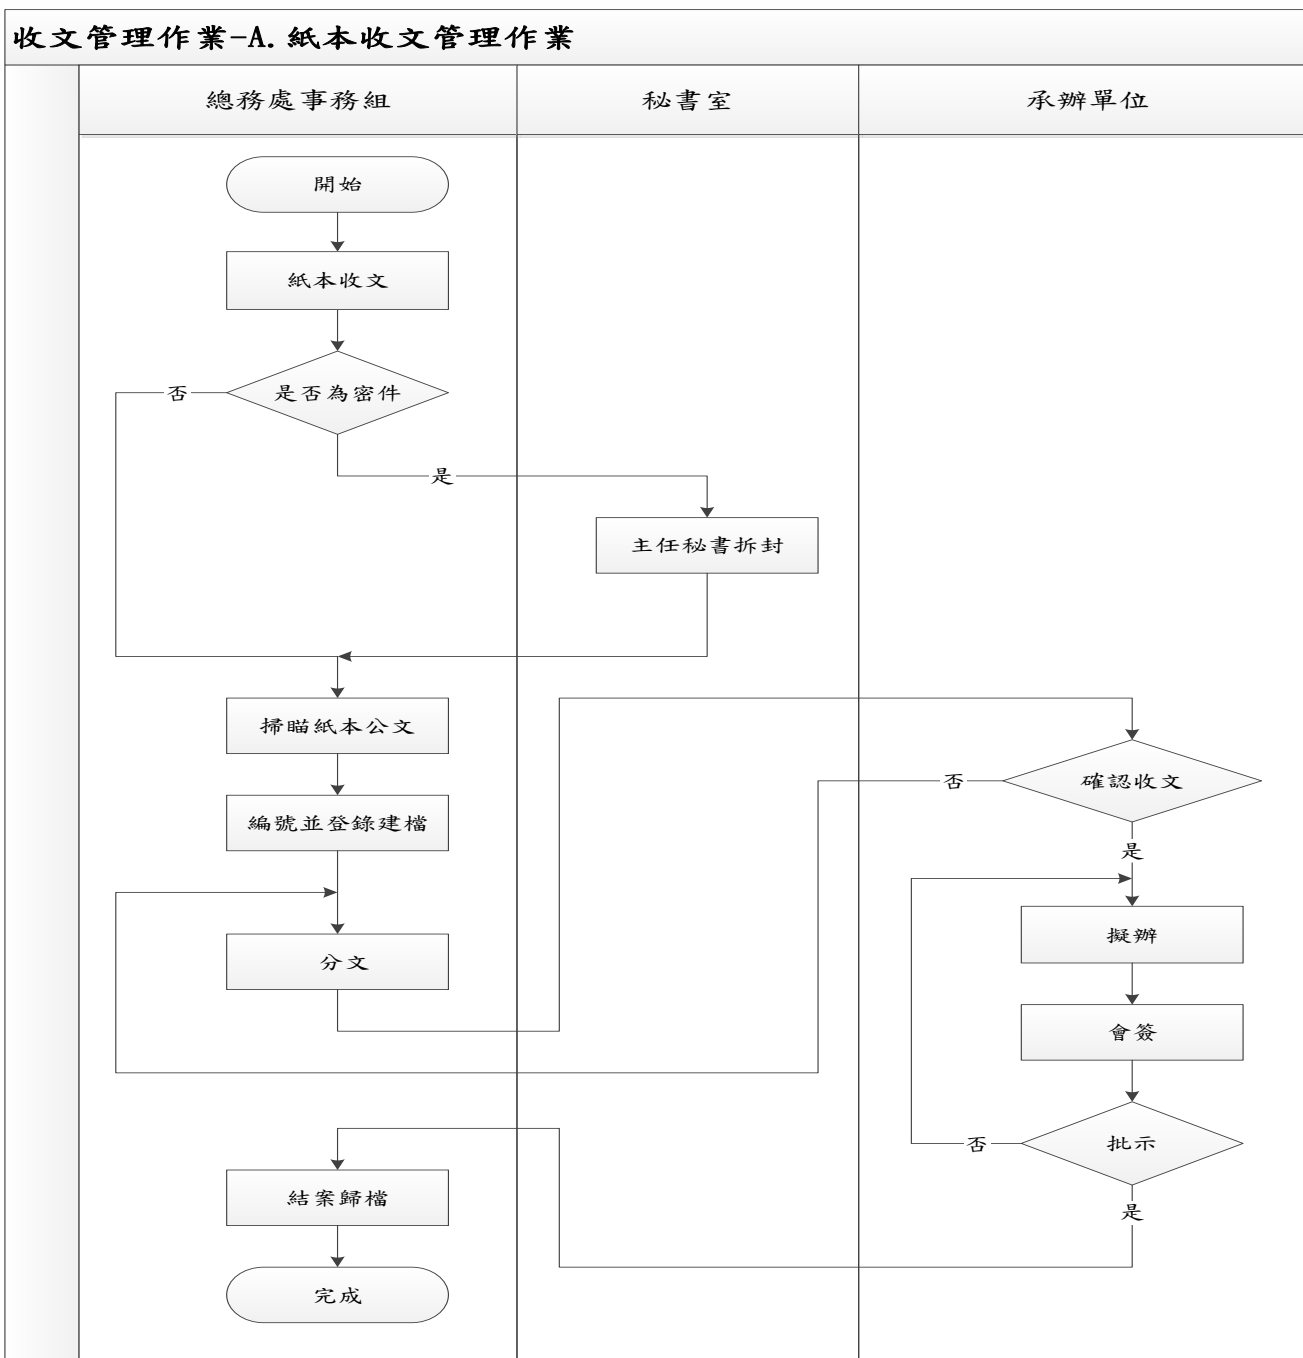 收文管理作業-A.紙本收文管理作業
總務處事務組
秘書室
承辦單位
開始
紙本收文
是否為密件
否
是
主任秘書拆封
掃瞄紙本公文
確認收文
否
編號並登錄建檔
是
擬辦
分文
會簽
批示
否
結案歸檔
是
完成